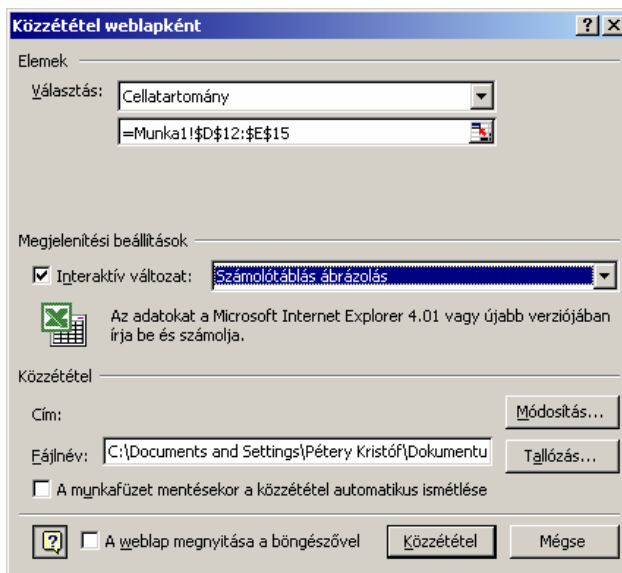 Közzététel weblapként
Elemek
Választás: Cellatartomány
=Munka1!$D$12:$E$15
Megjelenítési beállítások
Interaktív változat: Számolótáblás ábrázolás
Az adatokat a Microsoft Internet Explorer 4.01 vagy újabb verziójában
írja be és számolja.
Közzététel
Cím: Módosítás...
Fájlnév: C:\Documents and Settings\Pétery Kristóf\Dokumentu Tallózás...
A munkafüzet mentésekor a közzététel automatikus ismétlése
A weblap megnyitása a böngészővel Közzététel Mégse